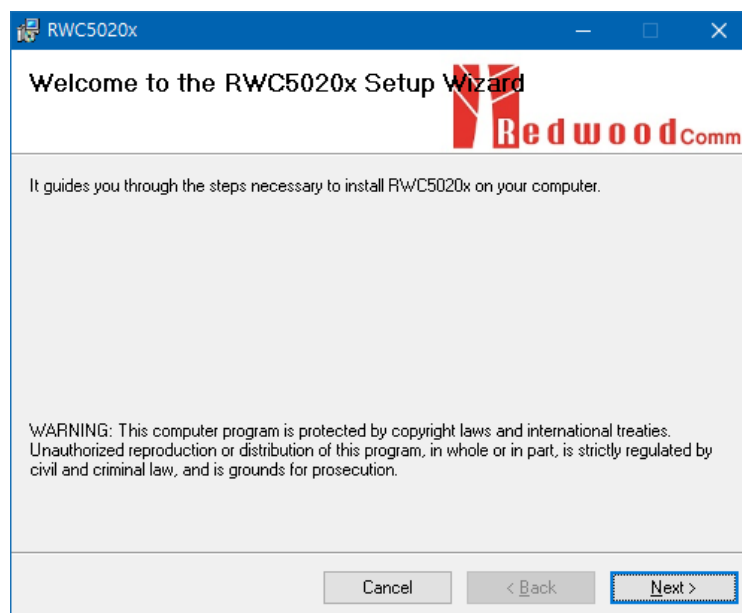 RWC5020x
Welcome to the RWC5020x Setup Wizard
RedwoodComm
It guides you through the steps necessary to install RWC5020x on your computer.
WARNING: This computer program is protected by copyright laws and international treaties.
Unauthorized reproduction or distribution of this program, in whole or in part, is strictly regulated by
civil and criminal law, and is grounds for prosecution.
Cancel
< Back
Next >